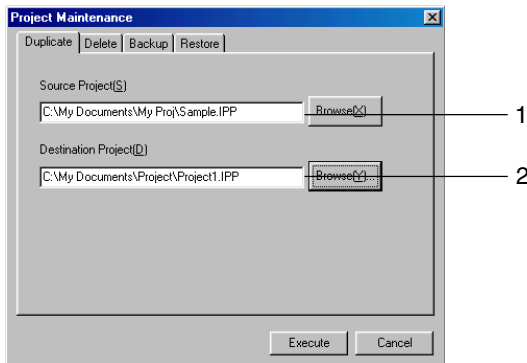 Project Maintenance
Duplicate Delete Backup Restore
Source Project(S)
C:\My Documents\My Proj\Sample.IPP Browse(X)... 1
Destination Project(D)
C:\My Documents\Project\Project1.IPP Browse(Y)... 2
Execute Cancel